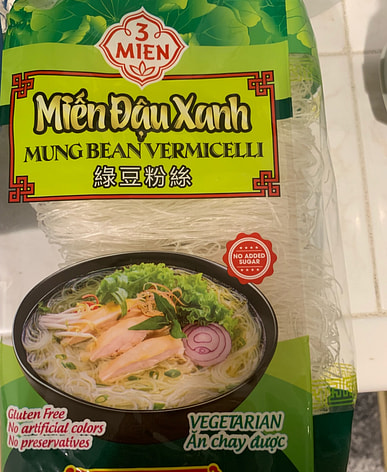 3
MIEN
Miến Đậu Xanh
MUNG BEAN VERMICELLI
綠豆粉絲
NO ADDED
SUGAR
Gluten Free
No artificial colors
No preservatives
VEGETARIAN
Ăn chay được